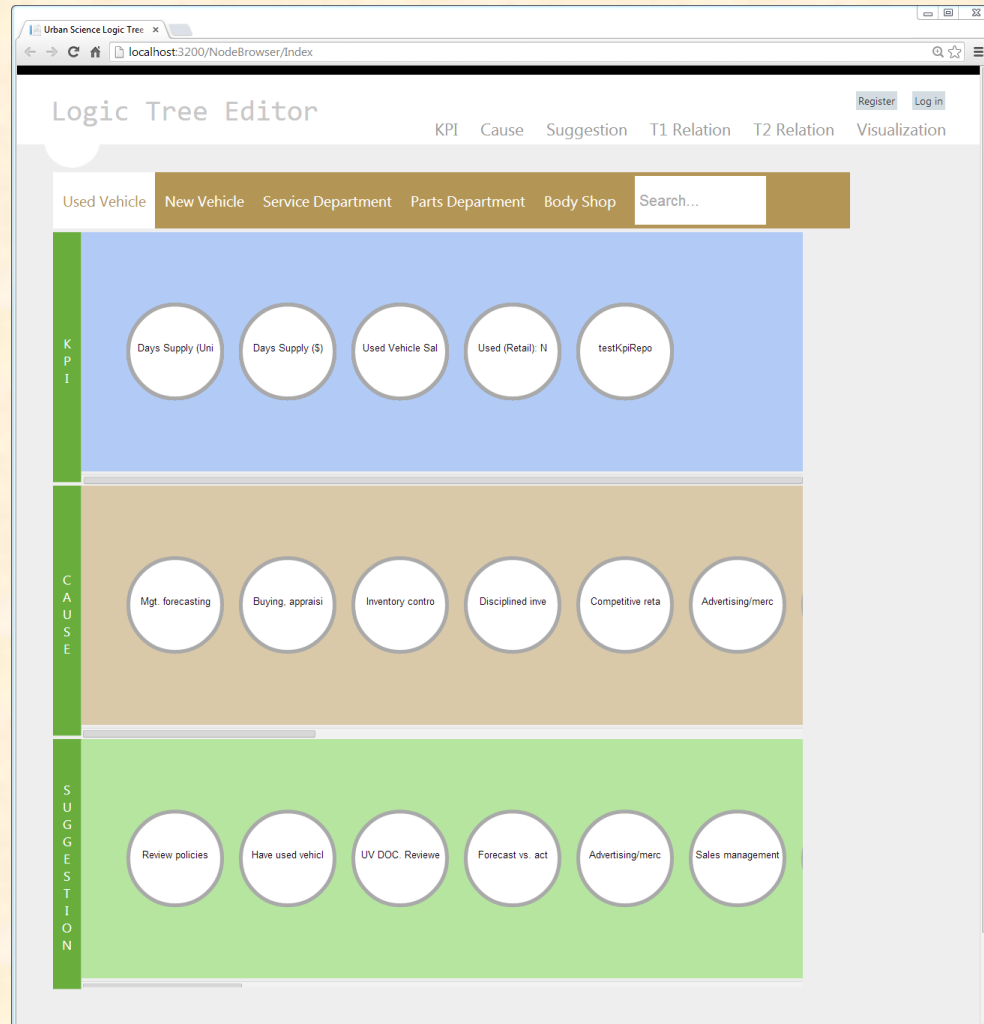 Urban Science Logic Tree
localhost:3200/NodeBrowser/Index
Register Log in
Logic Tree Editor
KPI Cause Suggestion T1 Relation T2 Relation Visualization
Used Vehicle New Vehicle Service Department Parts Department Body Shop Search...
KPI
Days Supply (Uni Days Supply ($) Used Vehicle Sal Used (Retail): N testKpiRepo
CAUSE
Mgt. forecasting Buying, appraisi Inventory contro Disciplined inve Competitive reta Advertising/merc
SUGGESTION
Review policies Have used vehicl UV DOC. Reviewe Forecast vs. act Advertising/merc Sales management